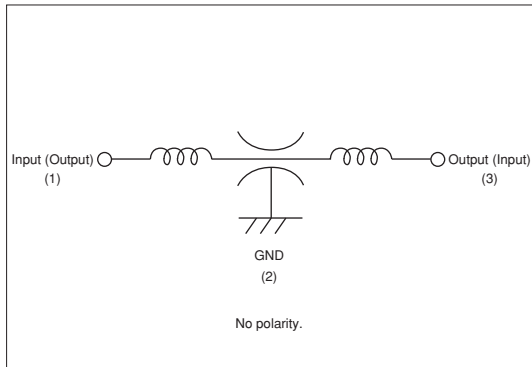 Input (Output)
(1)
Output (Input)
(3)
GND
(2)
No polarity.